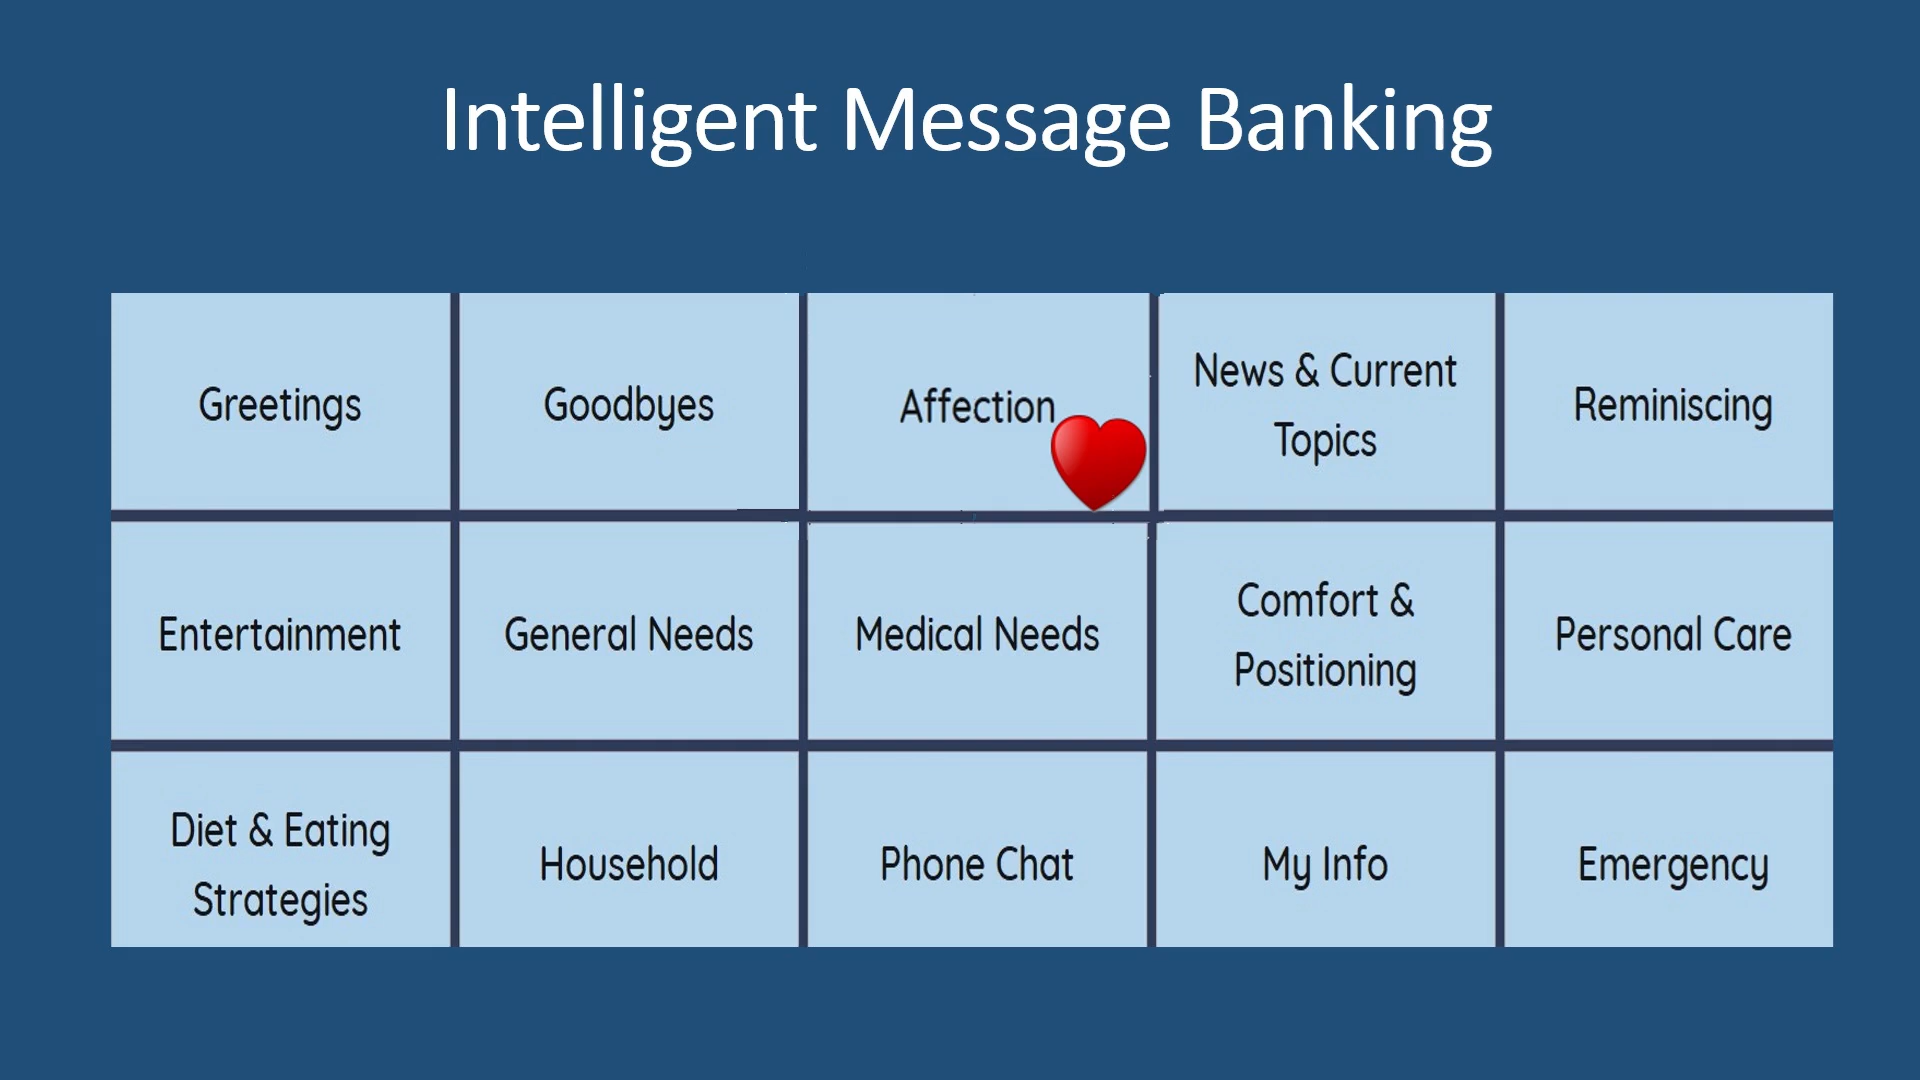 Intelligent Message Banking
Greetings
Goodbyes
Affection
News & Current
Topics
Reminiscing
Entertainment
General Needs
Medical Needs
Comfort &
Positioning
Personal Care
Diet & Eating
Strategies
Household
Phone Chat
My Info
Emergency